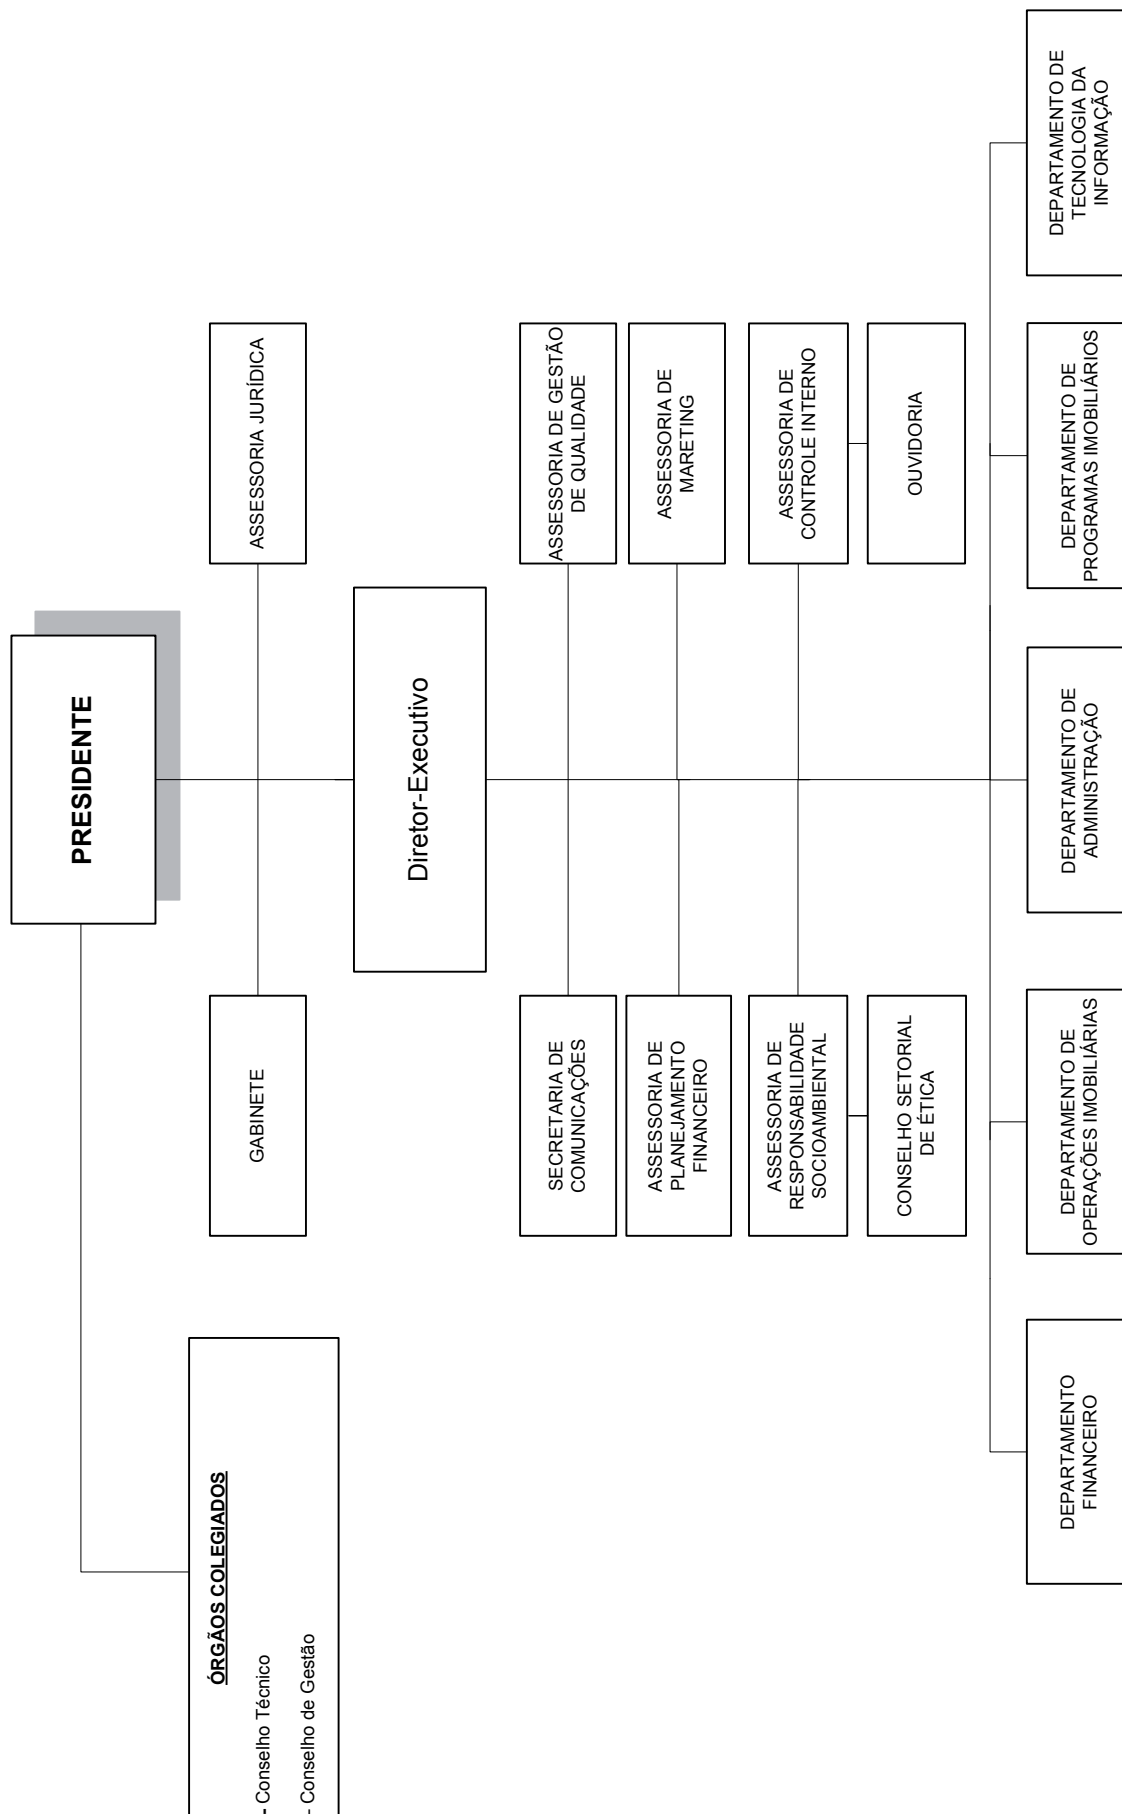 PRESIDENTE
ÓRGÃOS COLEGIADOS
- Conselho Técnico
- Conselho de Gestão
GABINETE
ASSESSORIA JURÍDICA
Diretor-Executivo
SECRETARIA DE
COMUNICAÇÕES
ASSESSORIA DE GESTÃO
DE QUALIDADE
ASSESSORIA DE
PLANEJAMENTO
FINANCEIRO
ASSESSORIA DE
MARETING
ASSESSORIA DE
RESPONSABILIDADE
SOCIOAMBIENTAL
ASSESSORIA DE
CONTROLE INTERNO
CONSELHO SETORIAL
DE ÉTICA
OUVIDORIA
DEPARTAMENTO
FINANCEIRO
DEPARTAMENTO DE
OPERAÇÕES IMOBILIÁRIAS
DEPARTAMENTO DE
ADMINISTRAÇÃO
DEPARTAMENTO DE
PROGRAMAS IMOBILIÁRIOS
DEPARTAMENTO DE
TECNOLOGIA DA
INFORMAÇÃO